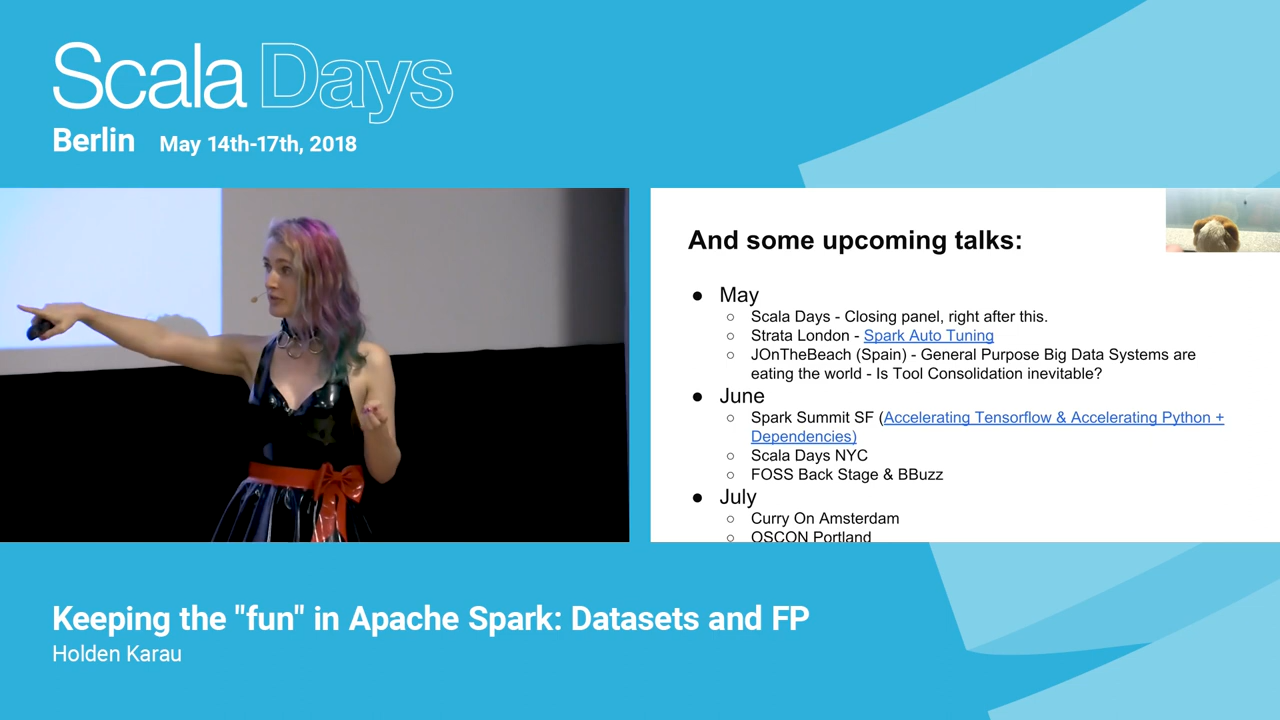 Scala Days
Berlin May 14th-17th, 2018
And some upcoming talks:
● May
○ Scala Days - Closing panel, right after this.
○ Strata London - Spark Auto Tuning
○ JOnTheBeach (Spain) - General Purpose Big Data Systems are
eating the world - Is Tool Consolidation inevitable?
● June
○ Spark Summit SF (Accelerating Tensorflow & Accelerating Python +
Dependencies)
○ Scala Days NYC
○ FOSS Back Stage & BBuzz
● July
○ Curry On Amsterdam
○ OSCON Portland
Keeping the "fun" in Apache Spark: Datasets and FP
Holden Karau